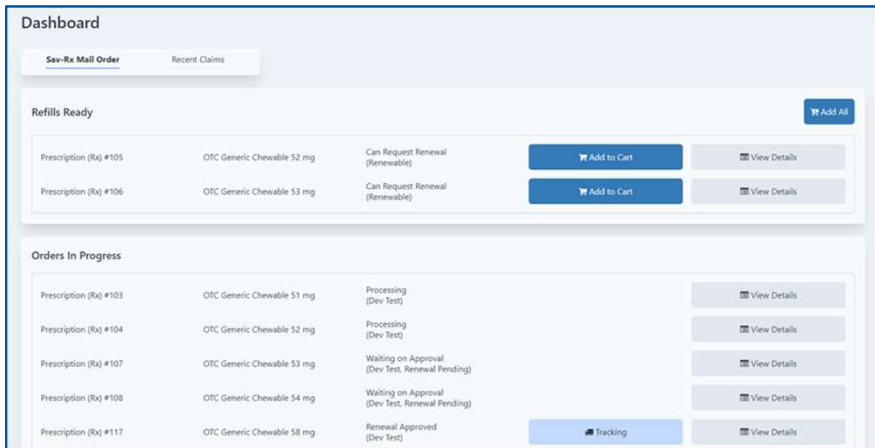 Dashboard
Sav-Rx Mail Order Recent Claims
Refills Ready Add All
Prescription (Rx) #105 OTC Generic Chewable 52 mg Can Request Renewal (Renewable) Add to Cart View Details
Prescription (Rx) #106 OTC Generic Chewable 53 mg Can Request Renewal (Renewable) Add to Cart View Details
Orders In Progress
Prescription (Rx) #103 OTC Generic Chewable 51 mg Processing (Dev Test) View Details
Prescription (Rx) #104 OTC Generic Chewable 52 mg Processing (Dev Test) View Details
Prescription (Rx) #107 OTC Generic Chewable 53 mg Waiting on Approval (Dev Test, Renewal Pending) View Details
Prescription (Rx) #108 OTC Generic Chewable 54 mg Waiting on Approval (Dev Test, Renewal Pending) View Details
Prescription (Rx) #117 OTC Generic Chewable 58 mg Renewal Approved (Dev Test) Tracking View Details